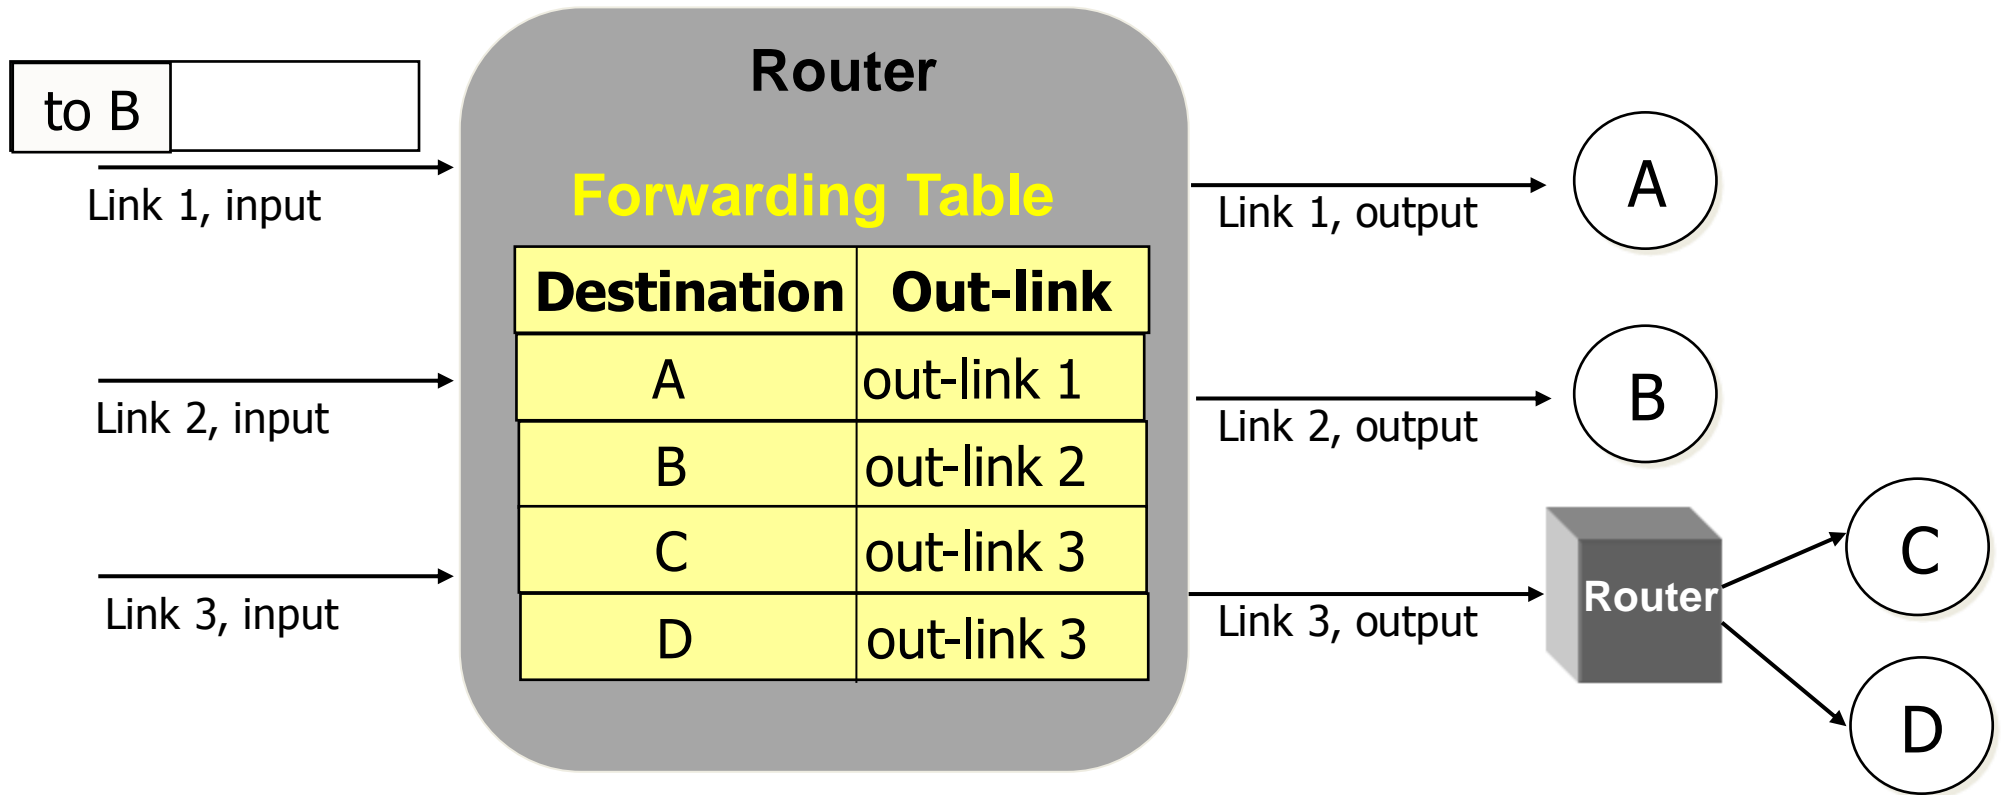 Router
to B
Link 1, input
Link 2, input
Link 3, input
Forwarding Table
Destination Out-link
A out-link 1
B out-link 2
C out-link 3
D out-link 3
Link 1, output
A
Link 2, output
B
Link 3, output
Router
C
D